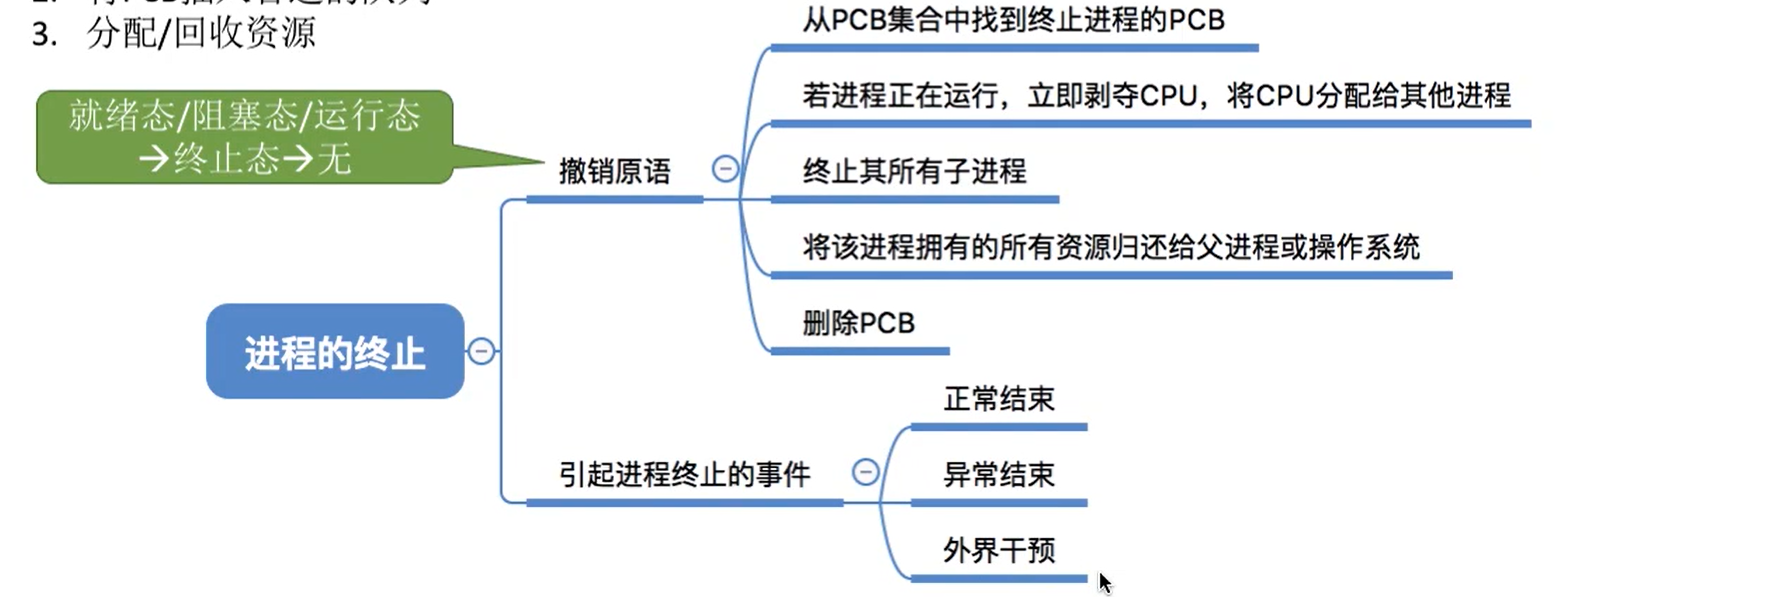 3. 分配/回收资源
就绪态/阻塞态/运行态
→终止态→无
进程的终止
撤销原语
从PCB集合中找到终止进程的PCB
若进程正在运行，立即剥夺CPU，将CPU分配给其他进程
终止其所有子进程
将该进程拥有的所有资源归还给父进程或操作系统
删除PCB
引起进程终止的事件
正常结束
异常结束
外界干预